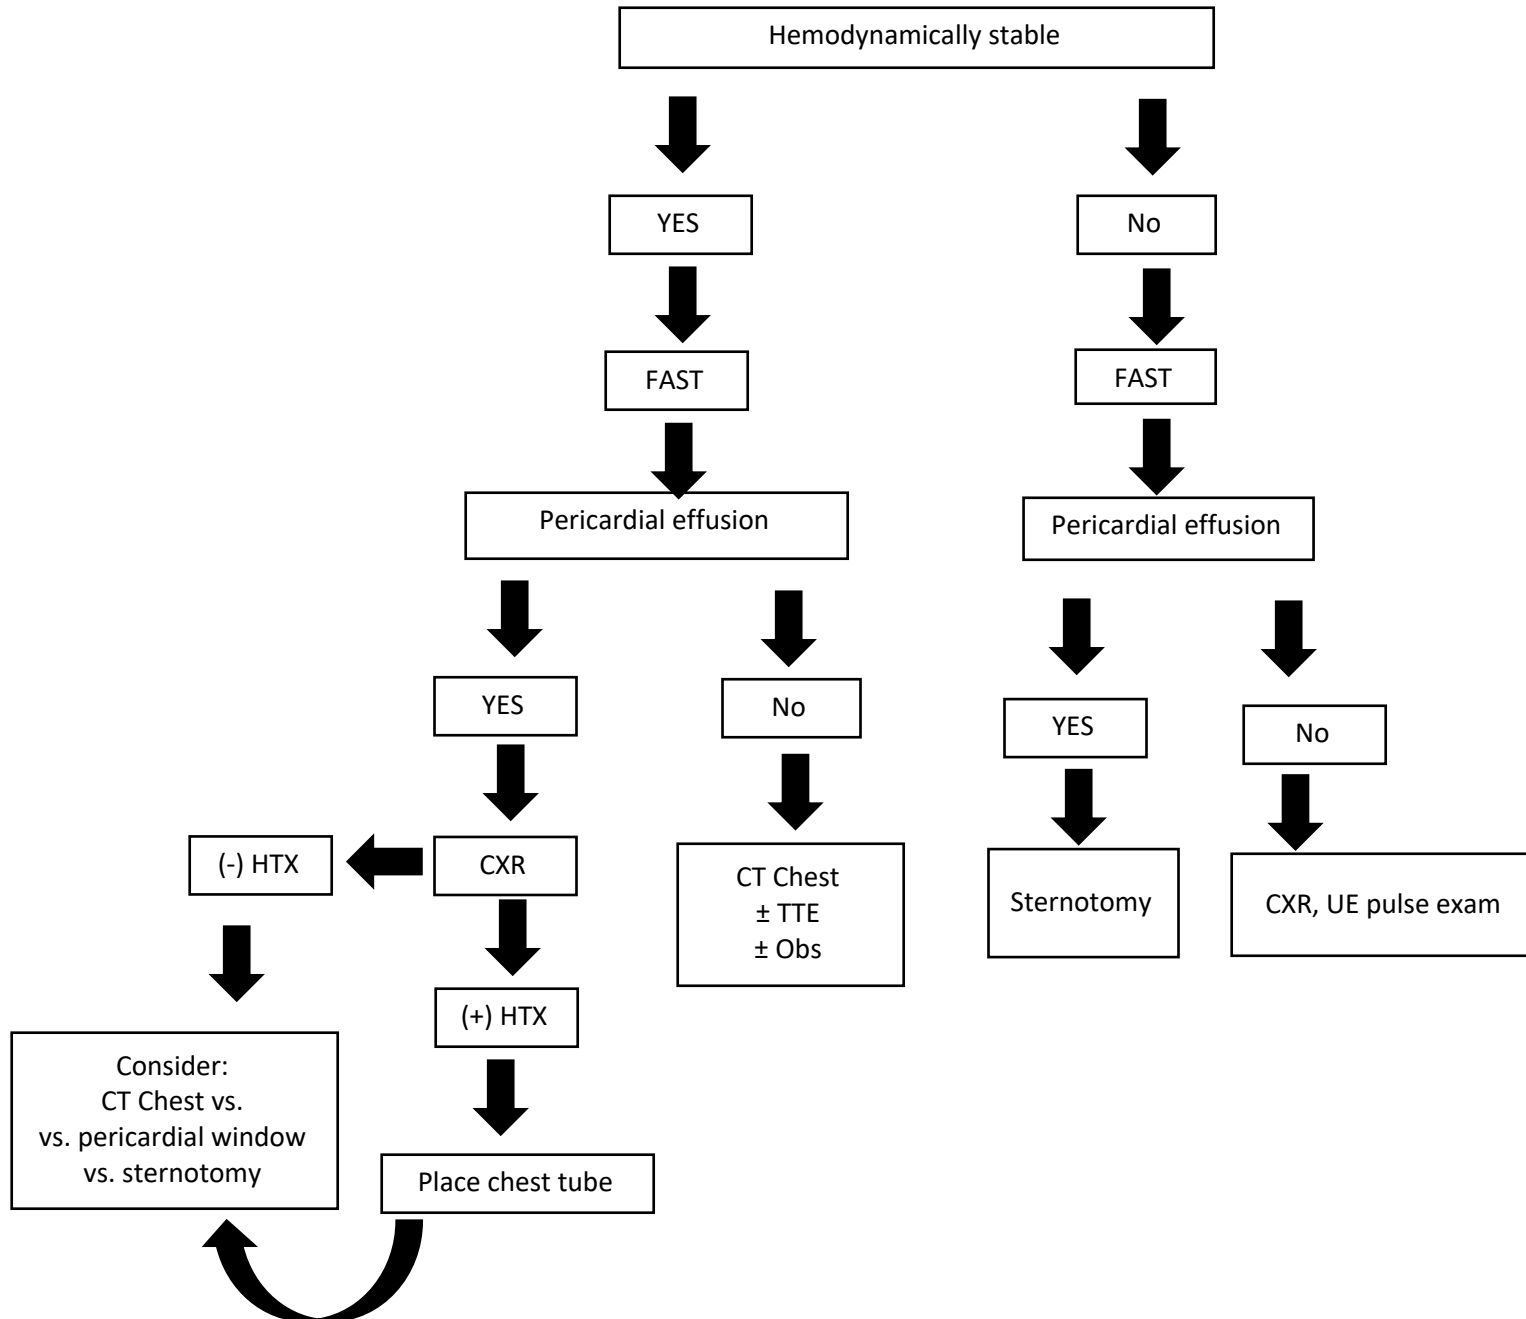 Hemodynamically stable
YES
No
FAST
FAST
Pericardial effusion
Pericardial effusion
YES
No
YES
No
(-) HTX
CXR
CT Chest
± TTE
± Obs
Sternotomy
CXR, UE pulse exam
(+) HTX
Consider:
CT Chest vs.
vs. pericardial window
vs. sternotomy
Place chest tube